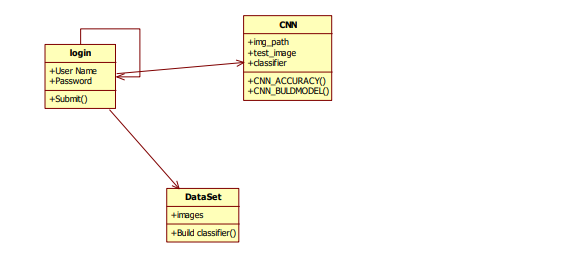 CNN
+img_path
+test_image
+classifier
+CNN_ACCURACY()
+CNN_BULDMODEL()
login
+User Name
+Password
+Submit()
DataSet
+images
+Build classifier()